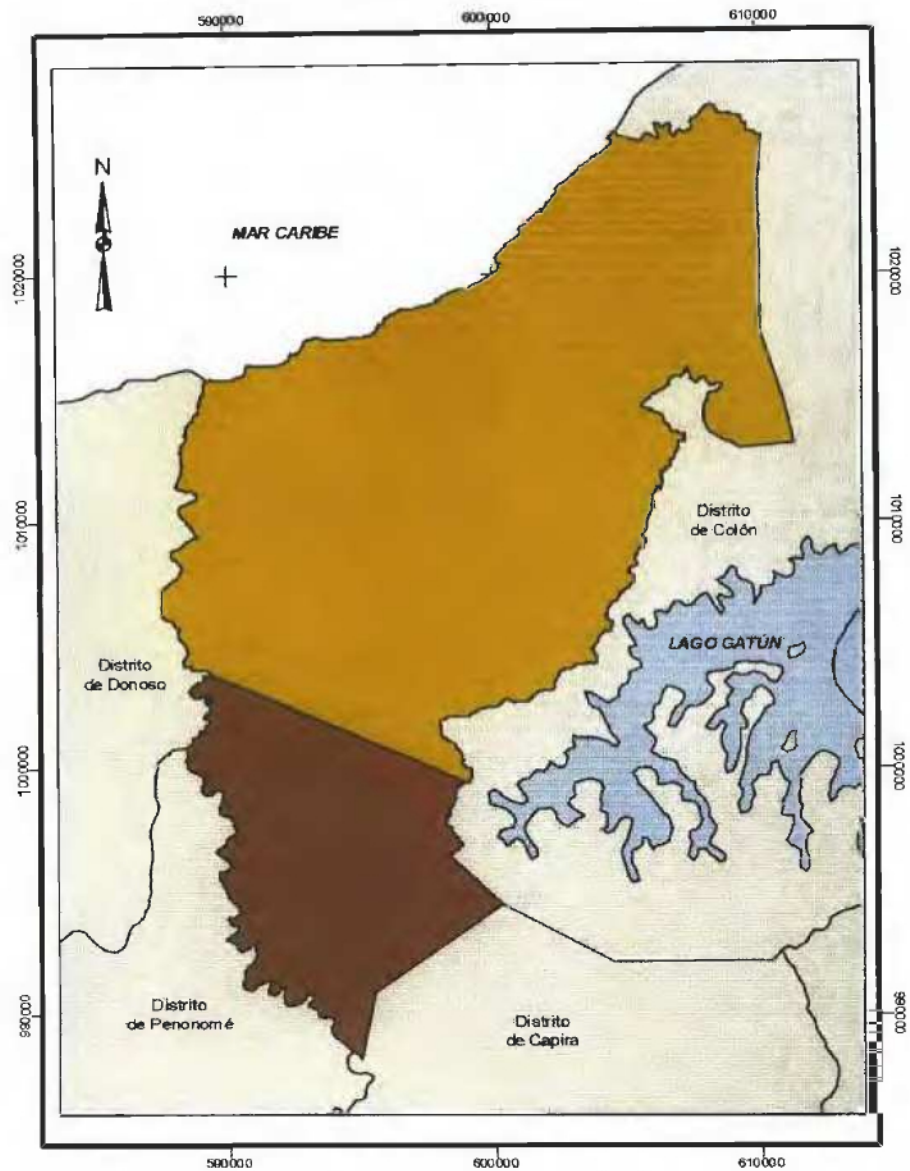 590000 600000 610000
N
MAR CARIBE
1020000 1020000
1010000 1010000
Distrito
de Colón
LAGO GATÚN
Distrito
de Donoso
1000000 1000000
990000 990000
Distrito
de Penonomé
Distrito
de Capira
590000 600000 610000